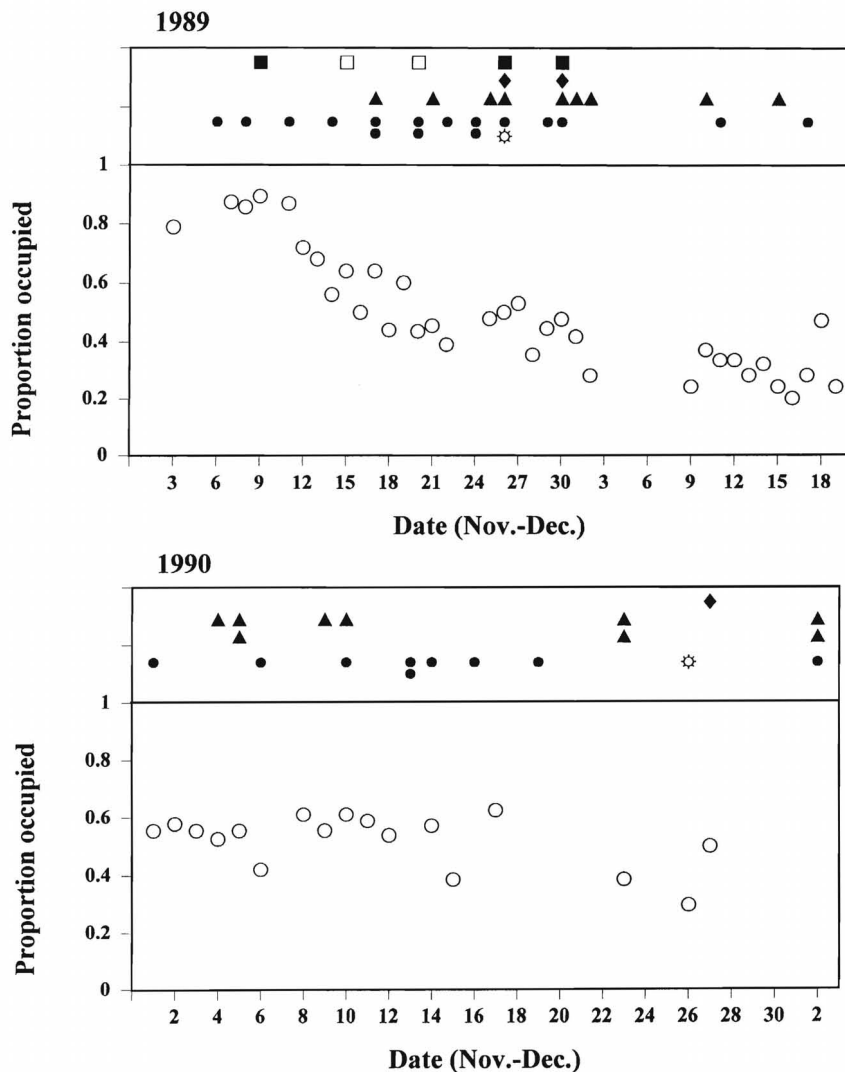 1989
1
0.8
0.6
0.4
0.2
0
Proportion occupied
3 6 9 12 15 18 21 24 27 30 3 6 9 12 15 18
Date (Nov.-Dec.)
1990
1
0.8
0.6
0.4
0.2
0
Proportion occupied
2 4 6 8 10 12 14 16 18 20 22 24 26 28 30 2
Date (Nov.-Dec.)